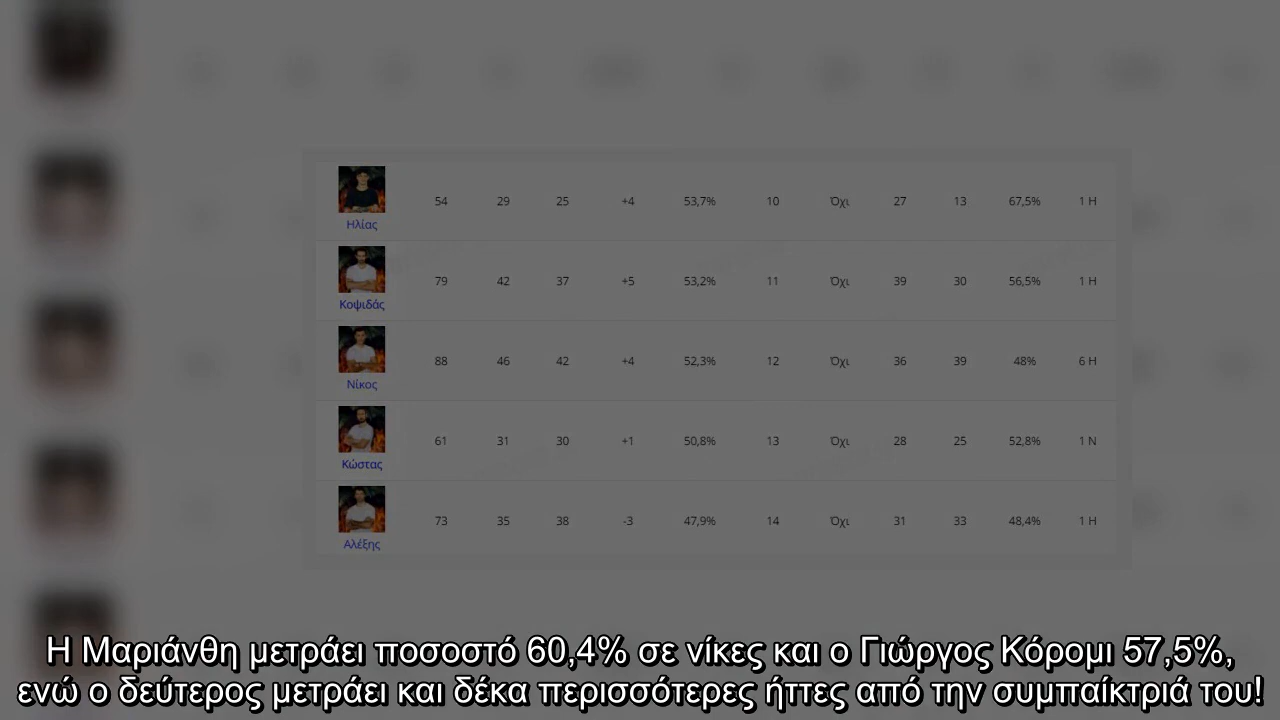 54 29 25 +4 53,7% 10 Όχι 27 13 67,5% 1 Η
Ηλίας
79 42 37 +5 53,2% 11 Όχι 39 30 56,5% 1 Η
Κοψιδάς
88 46 42 +4 52,3% 12 Όχι 36 39 48% 6 Η
Νίκος
61 31 30 +1 50,8% 13 Όχι 28 25 52,8% 1 Ν
Κώστας
73 35 38 -3 47,9% 14 Όχι 31 33 48,4% 1 Η
Αλέξης
Η Μαριάνθη μετράει ποσοστό 60,4% σε νίκες και ο Γιώργος Κόρομι 57,5%,
ενώ ο δεύτερος μετράει και δέκα περισσότερες ήττες από την συμπαίκτριά του!